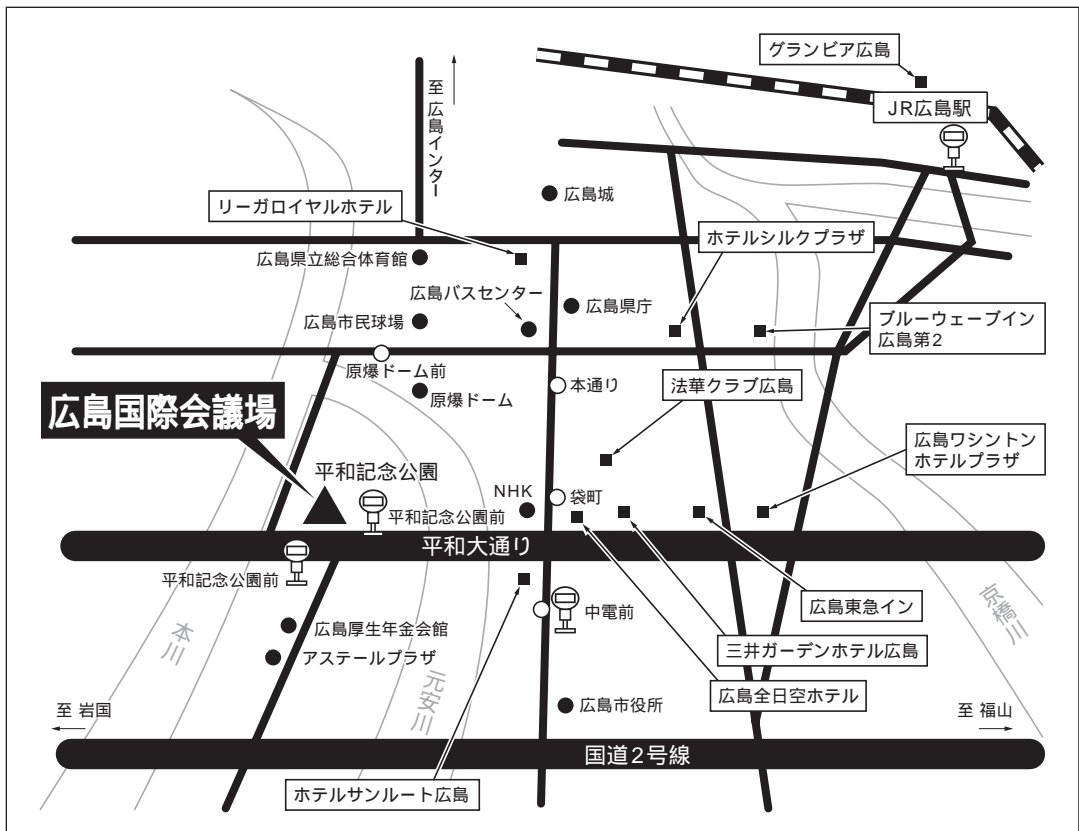 グランビア広島
JR広島駅
至 広島インター
広島城
リーガロイヤルホテル
ホテルシルクプラザ
広島県立総合体育館
広島バスセンター
広島県庁
広島市民球場
ブルーウェーブイン
広島第2
原爆ドーム前
原爆ドーム
本通り
法華クラブ広島
広島国際会議場
広島ワシントン
ホテルプラザ
平和記念公園
平和記念公園前
NHK
袋町
平和大通り
平和記念公園前
中電前
広島東急イン
京橋川
広島厚生年金会館
アステールプラザ
本川
元安川
三井ガーデンホテル広島
広島全日空ホテル
広島市役所
至 岩国
至 福山
国道2号線
ホテルサンルート広島